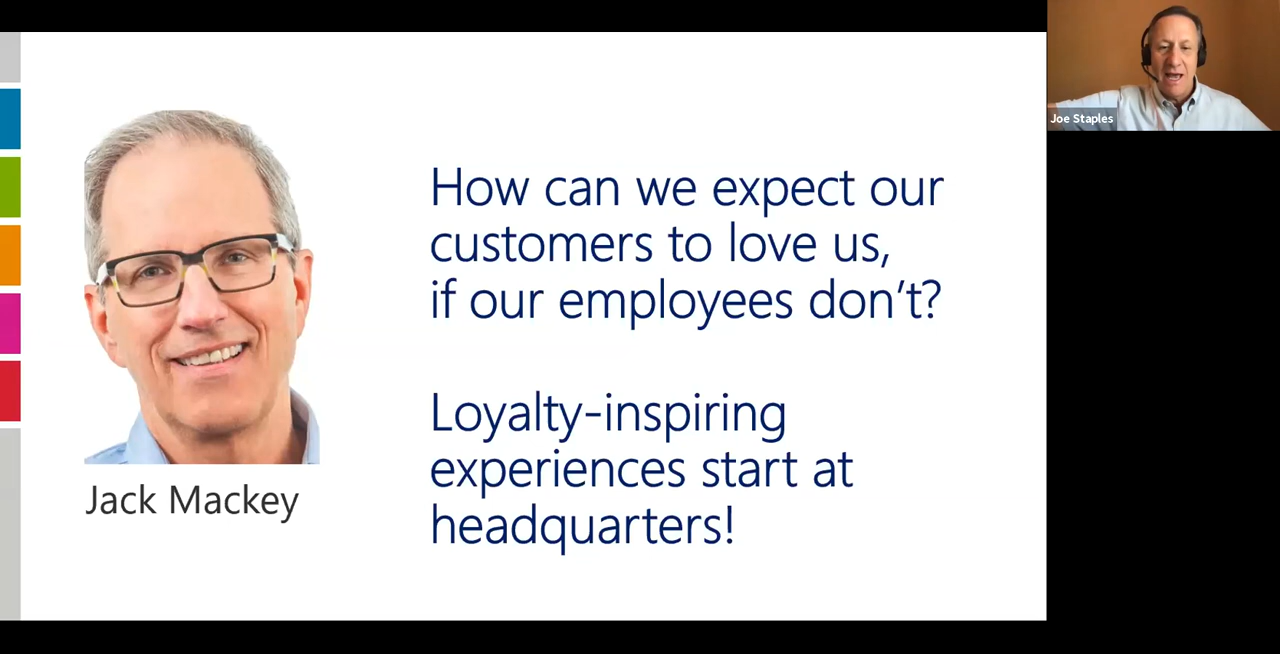 Joe Staples
How can we expect our
customers to love us,
if our employees don't?
Loyalty-inspiring
experiences start at
headquarters!
Jack Mackey